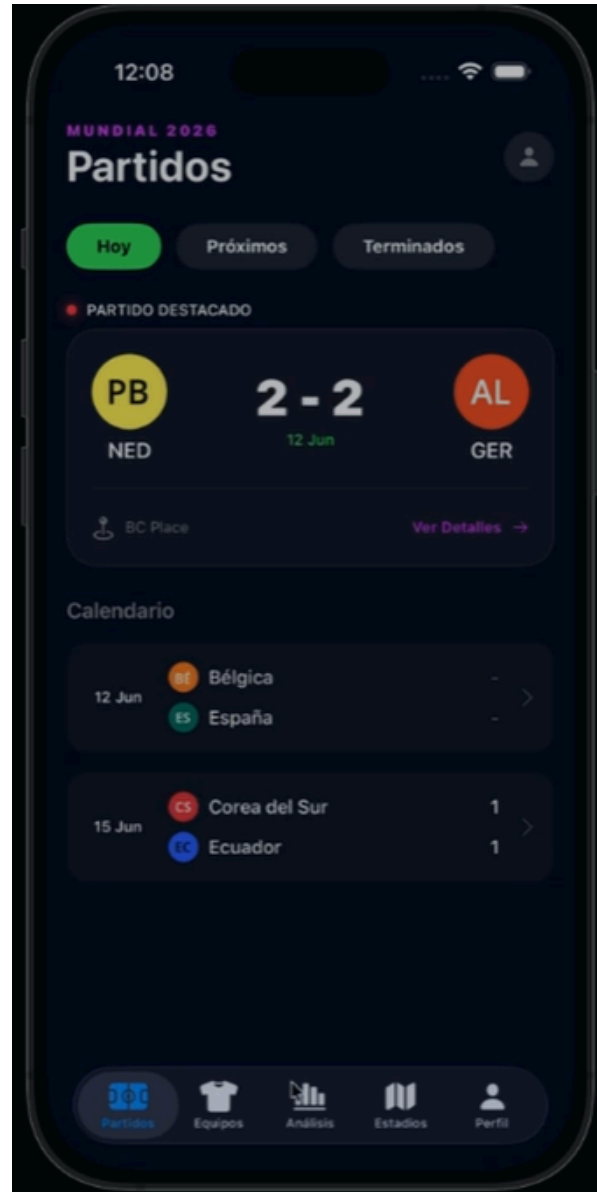 12:08
MUNDIAL 2026
Partidos
Hoy Próximos Terminados
PARTIDO DESTACADO
PB 2 - 2 AL
NED 12 Jun GER
BC Place Ver Detalles →
Calendario
BÉ Bélgica -
12 Jun
ES España -
CS Corea del Sur 1
15 Jun
EC Ecuador 1
Partidos Equipos Análisis Estadios Perfil